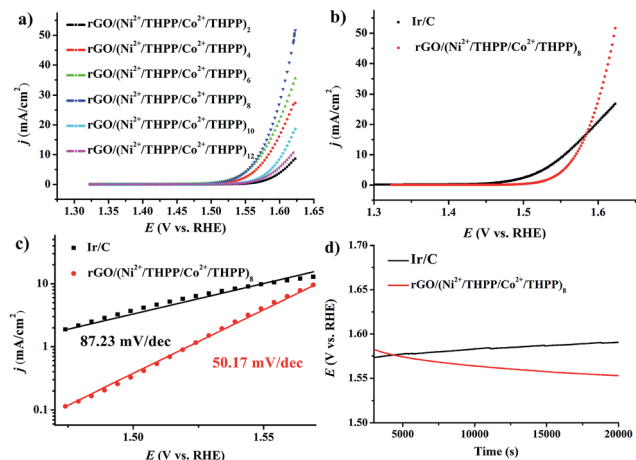 a)
rGO/(Ni²⁺/THPP/Co²⁺/THPP)₂
rGO/(Ni²⁺/THPP/Co²⁺/THPP)₄
rGO/(Ni²⁺/THPP/Co²⁺/THPP)₆
rGO/(Ni²⁺/THPP/Co²⁺/THPP)₈
rGO/(Ni²⁺/THPP/Co²⁺/THPP)₁₀
rGO/(Ni²⁺/THPP/Co²⁺/THPP)₁₂
j (mA/cm²)
50
40
30
20
10
0
1.30 1.35 1.40 1.45 1.50 1.55 1.60 1.65
E (V vs. RHE)
b)
Ir/C
rGO/(Ni²⁺/THPP/Co²⁺/THPP)₈
j (mA/cm²)
50
40
30
20
10
0
1.3 1.4 1.5 1.6
E (V vs. RHE)
c)
Ir/C
rGO/(Ni²⁺/THPP/Co²⁺/THPP)₈
j (mA/cm²)
10
1
0.1
87.23 mV/dec
50.17 mV/dec
1.50 1.55
E (V vs. RHE)
d)
Ir/C
rGO/(Ni²⁺/THPP/Co²⁺/THPP)₈
E (V vs. RHE)
1.70
1.65
1.60
1.55
1.50
5000 10000 15000 20000
Time (s)